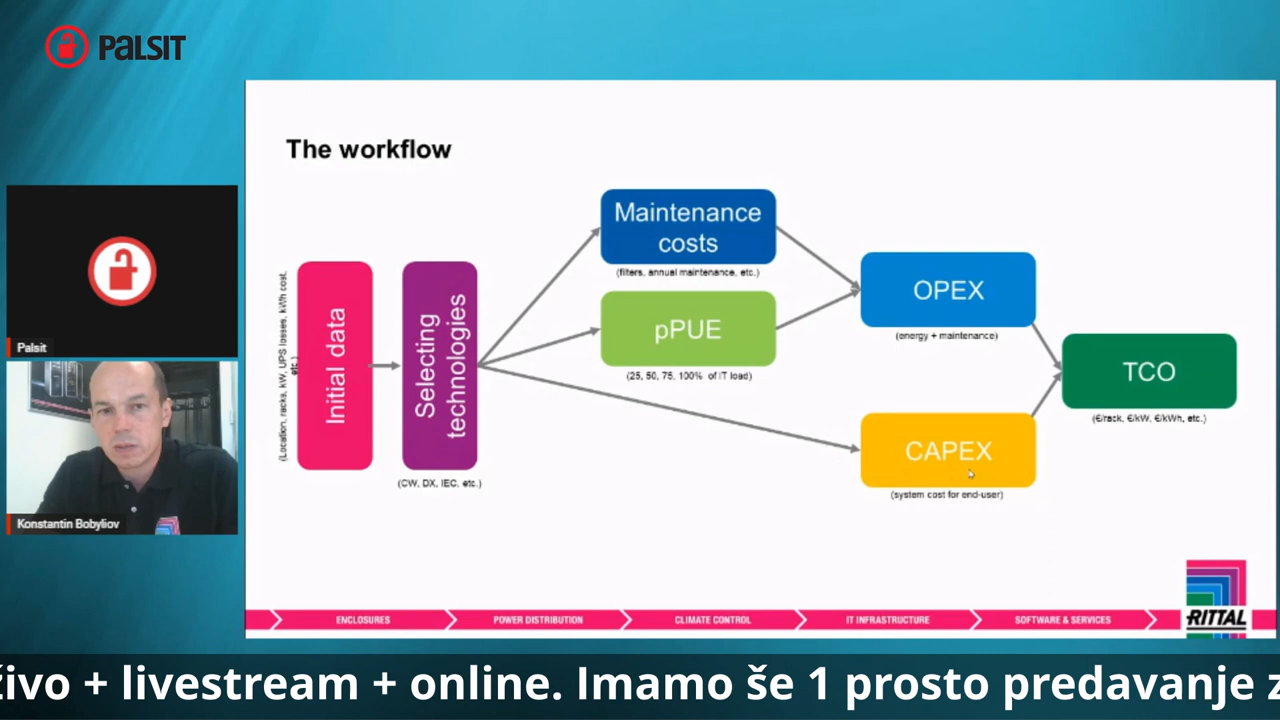 PALSIT
The workflow
Maintenance
costs
(filters, annual maintenance, etc.)
OPEX
(energy + maintenance)
pPUE
(25, 50, 75, 100% of IT load)
(Location, racks, kW, UPS losses, kWh cost,
etc.)
Initial data
Selecting
technologies
(CW, DX, IEC, etc.)
TCO
(€/rack, €/kW, €/kWh, etc.)
CAPEX
(system cost for end-user)
Palsit
Konstantin Bobyliov
ENCLOSURES
POWER DISTRIBUTION
CLIMATE CONTROL
IT INFRASTRUCTURE
SOFTWARE & SERVICES
RITTAL
živo + livestream + online. Imamo še 1 prosto predavanje z